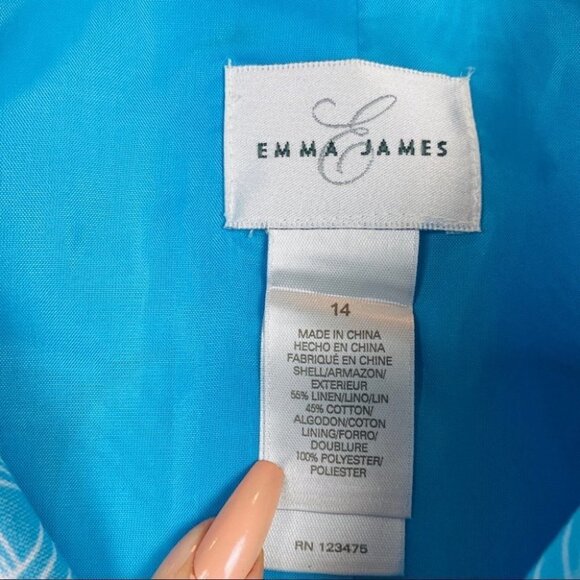 E
EMMA JAMES
14
MADE IN CHINA
HECHO EN CHINA
FABRIQUÉ EN CHINE
SHELL/ARMAZON/
EXTERIEUR
55% LINEN/LINO/LIN
45% COTTON/
ALGODON/COTON
LINING/FORRO/
DOUBLURE
100% POLYESTER/
POLIESTER
RN 123475